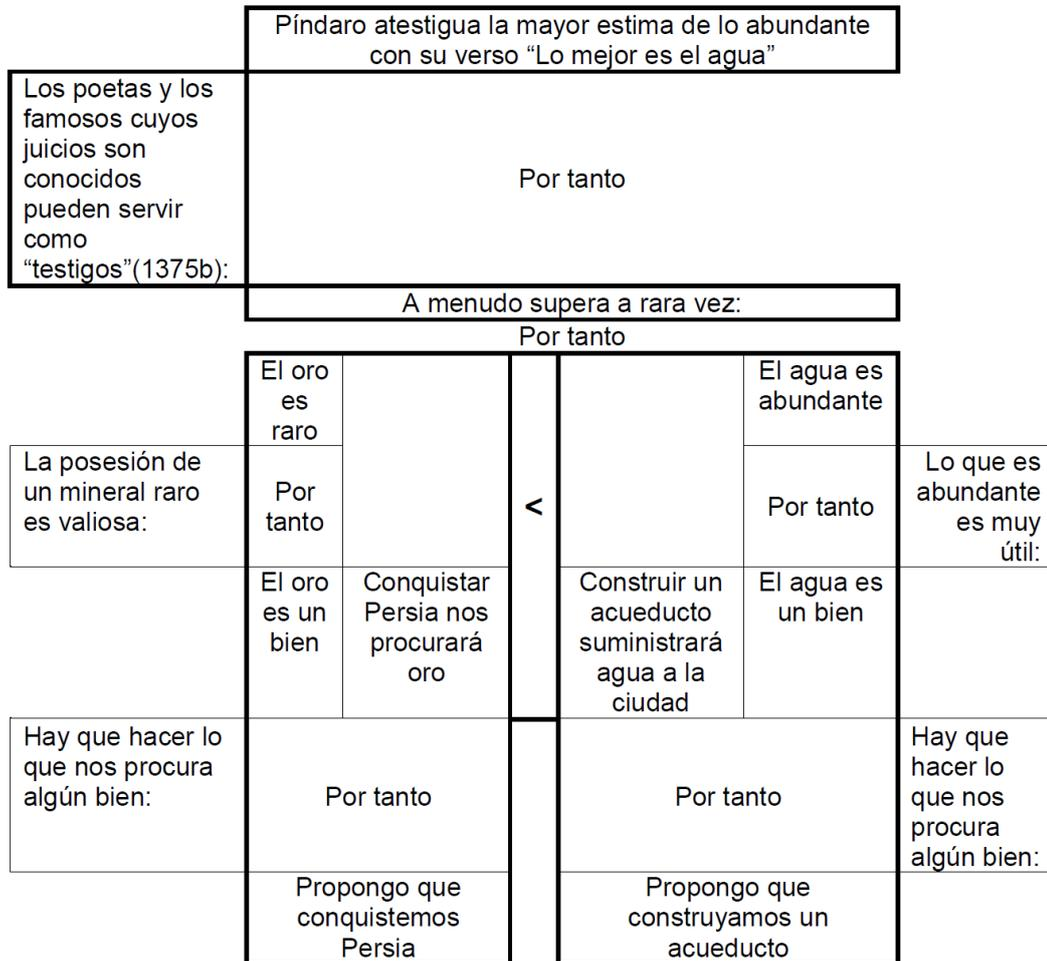 Píndaro atestigua la mayor estima de lo abundante
con su verso “Lo mejor es el agua”
Los poetas y los
famosos cuyos
juicios son
conocidos
pueden servir
como
“testigos”(1375b):
Por tanto
A menudo supera a rara vez:
Por tanto
El oro
es
raro
El agua es
abundante
La posesión de
un mineral raro
es valiosa:
Por
tanto
<
Por tanto
Lo que es
abundante
es muy
útil:
El oro
es un
bien
Conquistar
Persia nos
procurará
oro
Construir un
acueducto
suministrará
agua a la
ciudad
El agua es
un bien
Hay que hacer lo
que nos procura
algún bien:
Por tanto
Por tanto
Hay que
hacer lo
que nos
procura
algún bien:
Propongo que
conquistemos
Persia
Propongo que
construyamos un
acueducto